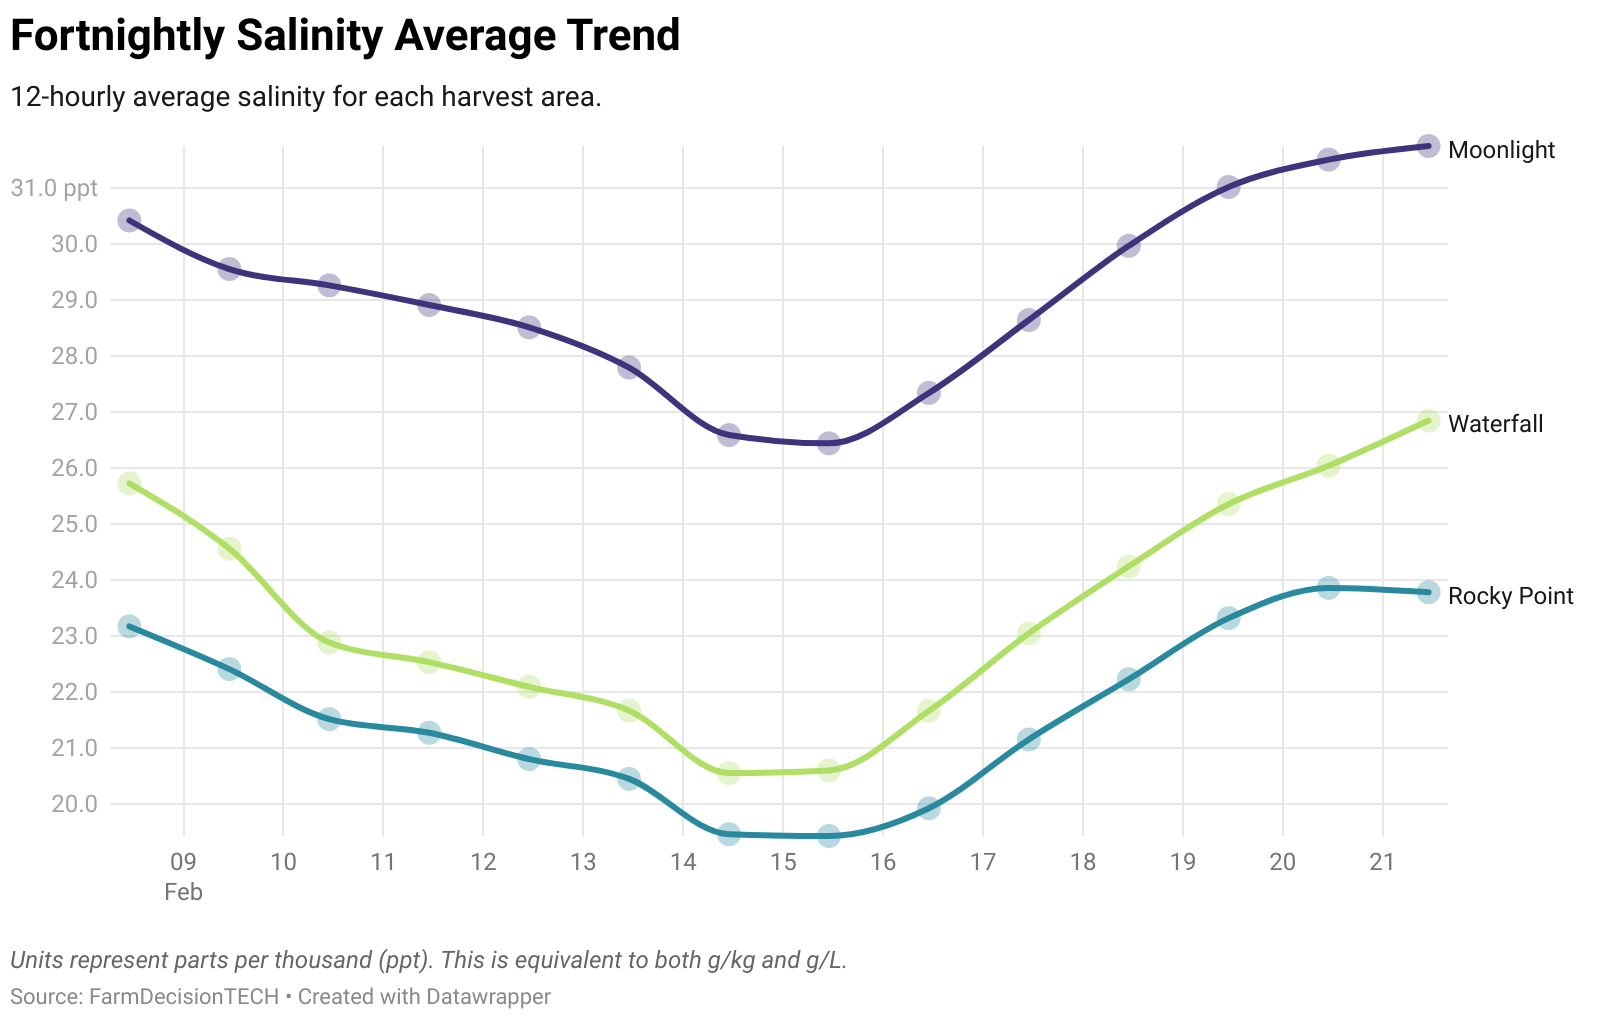 Fortnightly Salinity Average Trend
12-hourly average salinity for each harvest area.
Moonlight
31.0 ppt
30.0
29.0
28.0
27.0
Waterfall
26.0
25.0
24.0
Rocky Point
23.0
22.0
21.0
20.0
09 10 11 12 13 14 15 16 17 18 19 20 21
Feb
Units represent parts per thousand (ppt). This is equivalent to both g/kg and g/L.
Source: FarmDecisionTECH • Created with Datawrapper